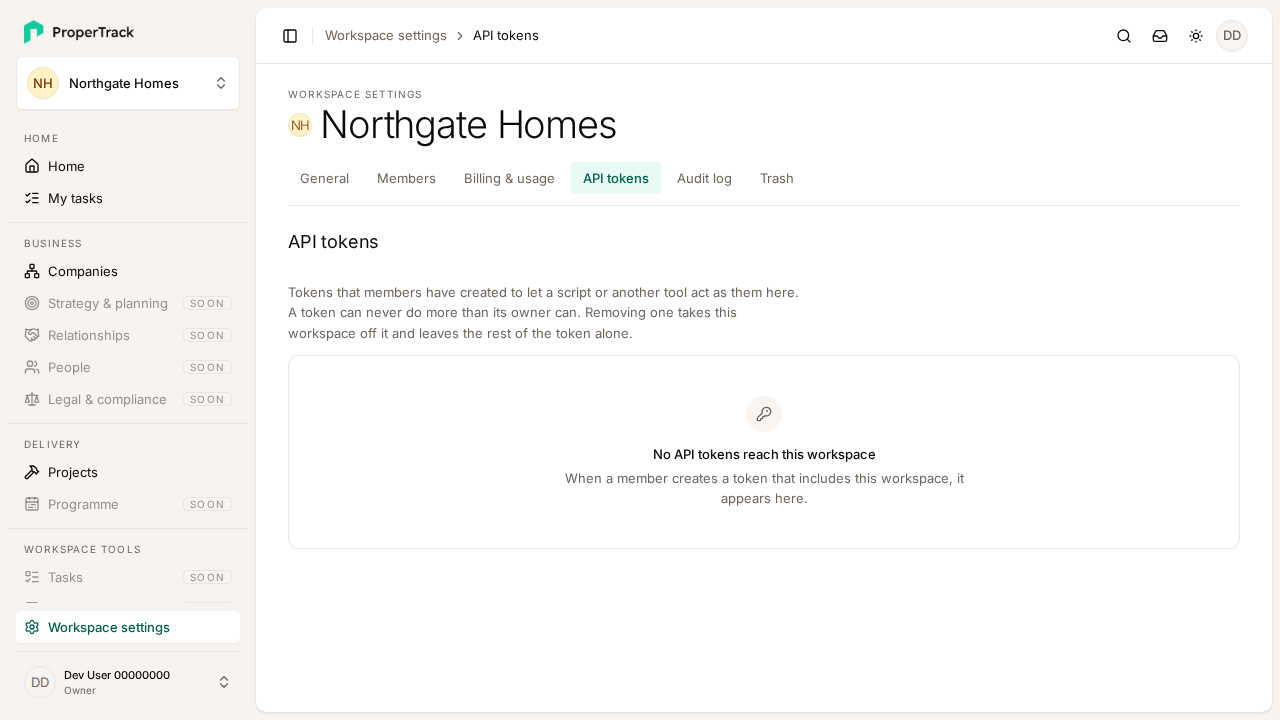 ProperTrack
NH
Northgate Homes
HOME
Home
My tasks
BUSINESS
Companies
Strategy & planning SOON
Relationships SOON
People SOON
Legal & compliance SOON
DELIVERY
Projects
Programme SOON
WORKSPACE TOOLS
Tasks SOON
Workspace settings
DD
Dev User 00000000
Owner
Workspace settings > API tokens
DD
WORKSPACE SETTINGS
NH Northgate Homes
General Members Billing & usage API tokens Audit log Trash
API tokens
Tokens that members have created to let a script or another tool act as them here.
A token can never do more than its owner can. Removing one takes this
workspace off it and leaves the rest of the token alone.
No API tokens reach this workspace
When a member creates a token that includes this workspace, it
appears here.